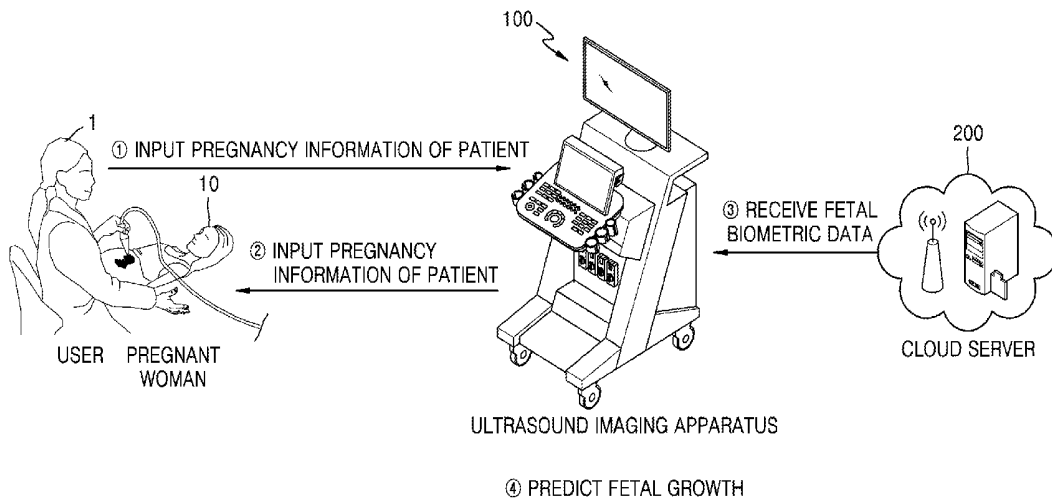 100
1
① INPUT PREGNANCY INFORMATION OF PATIENT
200
10
③ RECEIVE FETAL
BIOMETRIC DATA
② INPUT PREGNANCY
INFORMATION OF PATIENT
USER PREGNANT
WOMAN
CLOUD SERVER
ULTRASOUND IMAGING APPARATUS
④ PREDICT FETAL GROWTH